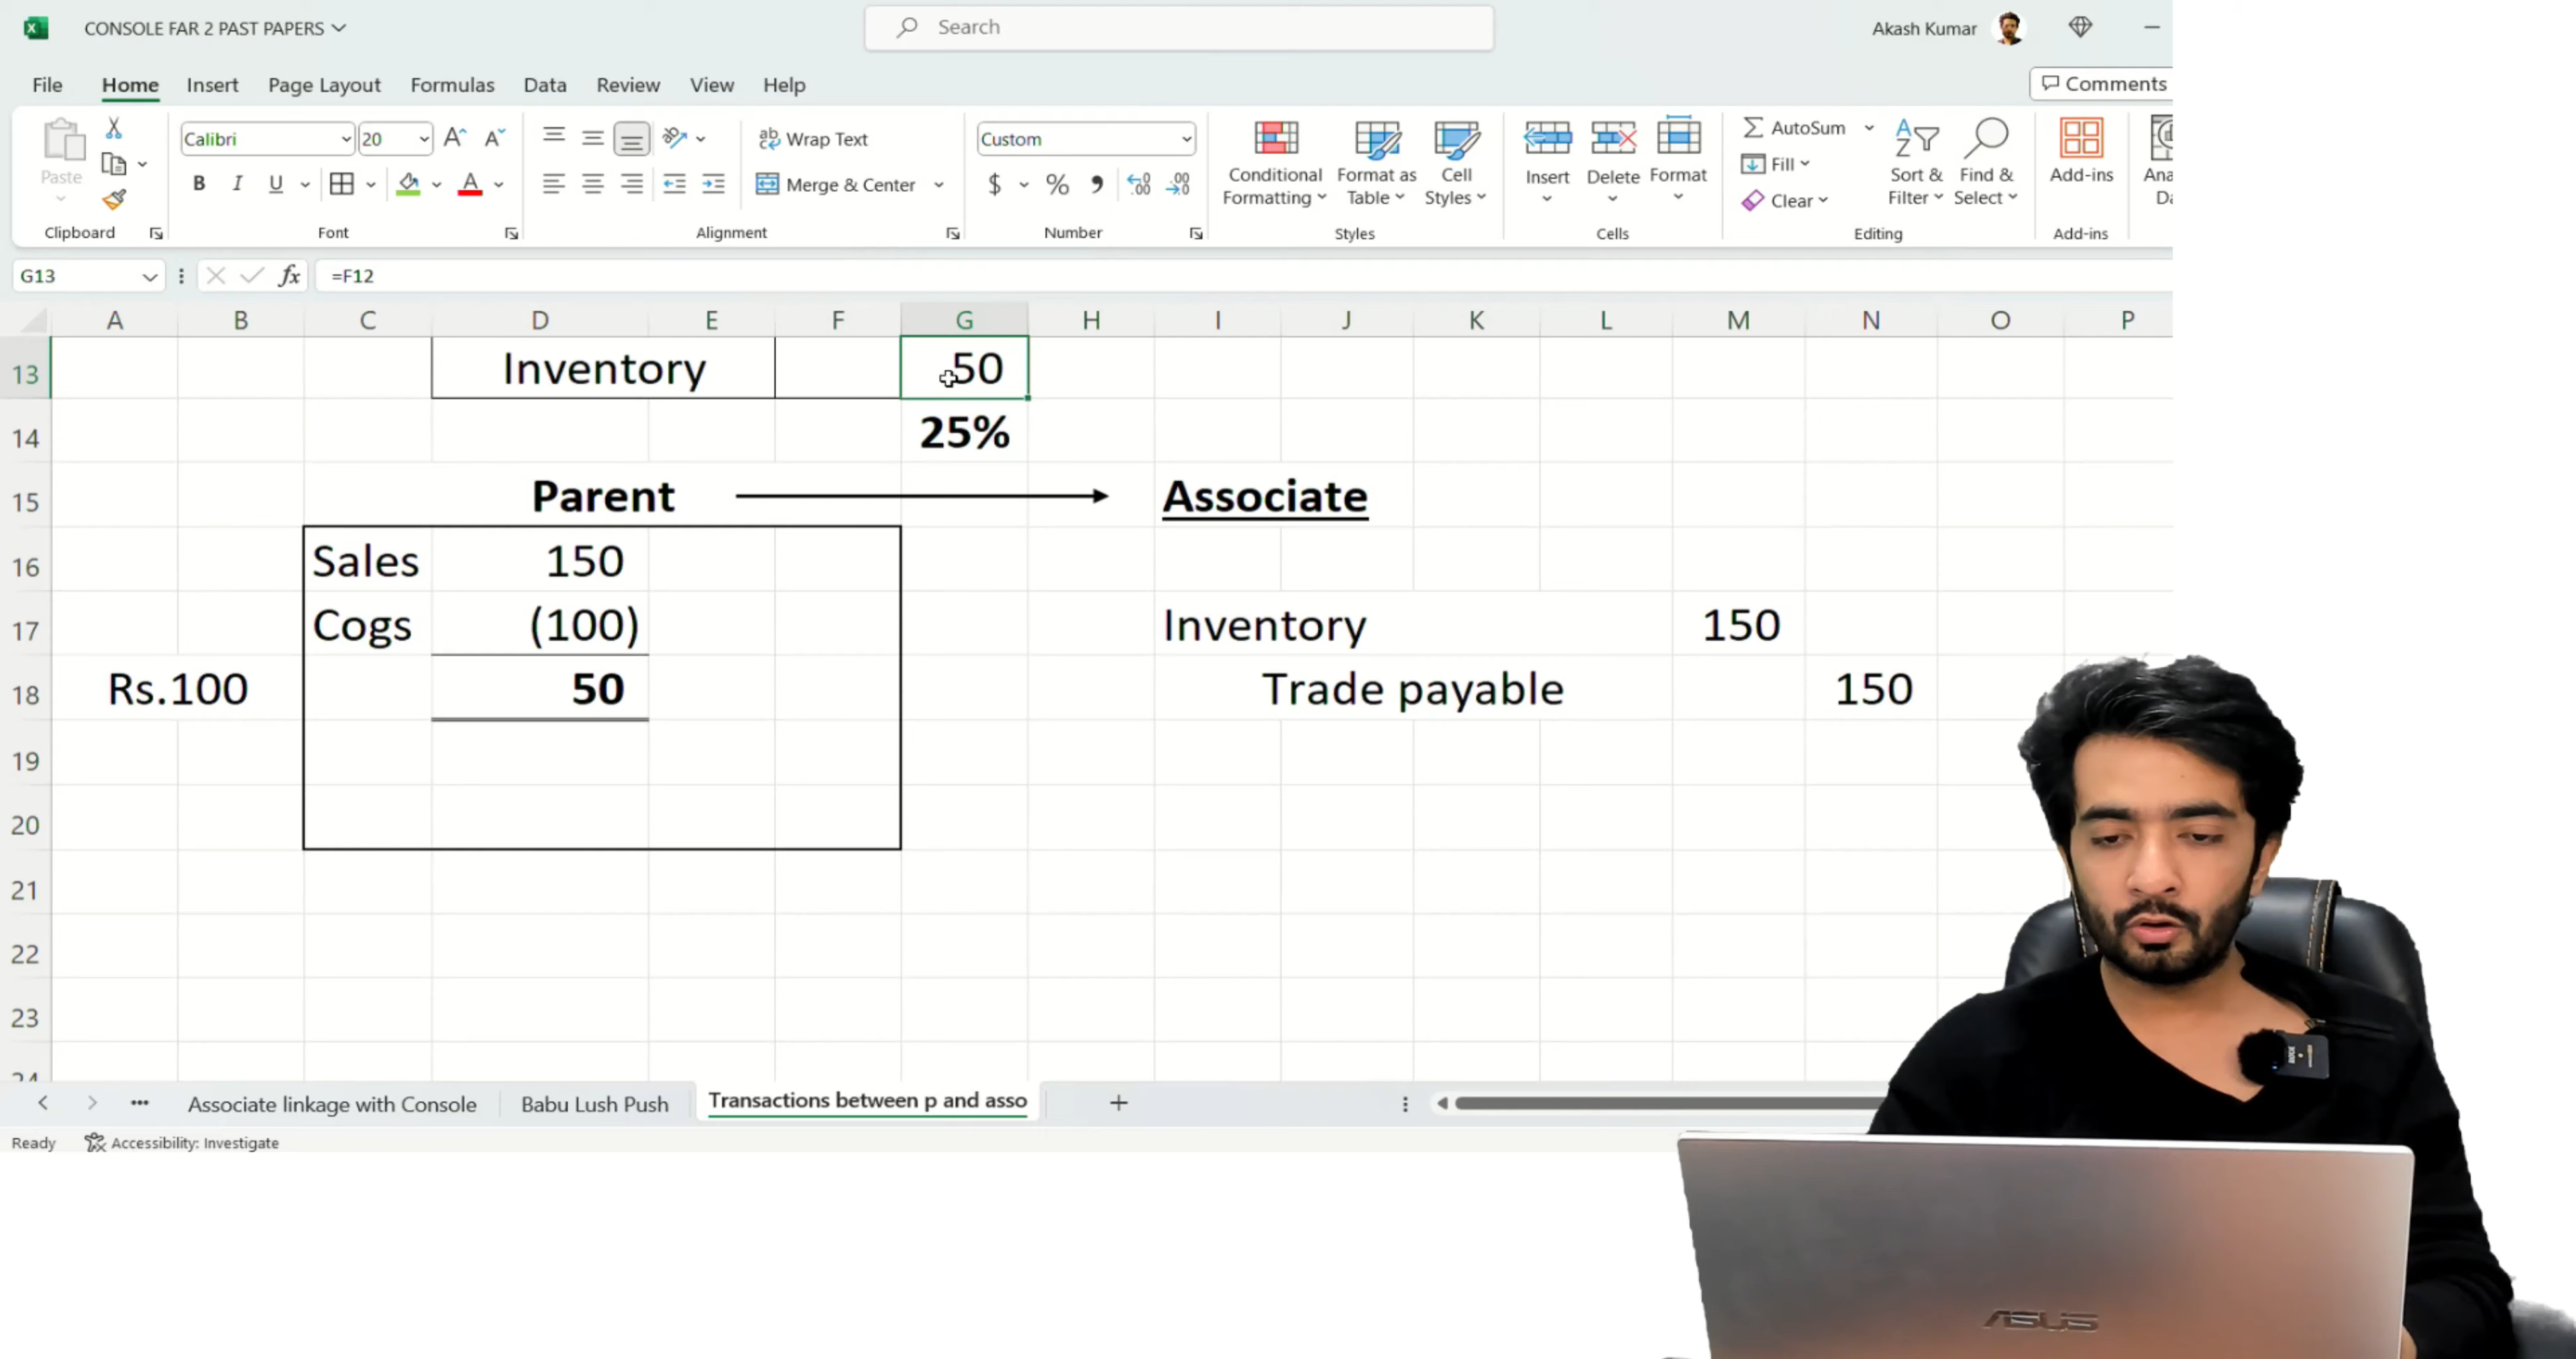 CONSOLE FAR 2 PAST PAPERS
Search
Akash Kumar
File Home Insert Page Layout Formulas Data Review View Help
Comments
Paste
Clipboard
Calibri 20
B I U
Font
Wrap Text
Merge & Center
Alignment
Custom
$ % ,
Number
Conditional Formatting
Format as Table
Cell Styles
Styles
Insert Delete Format
Cells
AutoSum
Fill
Clear
Sort & Filter
Find & Select
Editing
Add-ins
Add-ins
G13 fx =F12
A B C D E F G H I J K L M N O P
13 Inventory 50
14 25%
15 Parent Associate
16 Sales 150
17 Cogs (100) Inventory 150
18 Rs.100 50 Trade payable 150
19
20
21
22
23
Associate linkage with Console Babu Lush Push Transactions between p and asso
Ready Accessibility: Investigate
ASUS